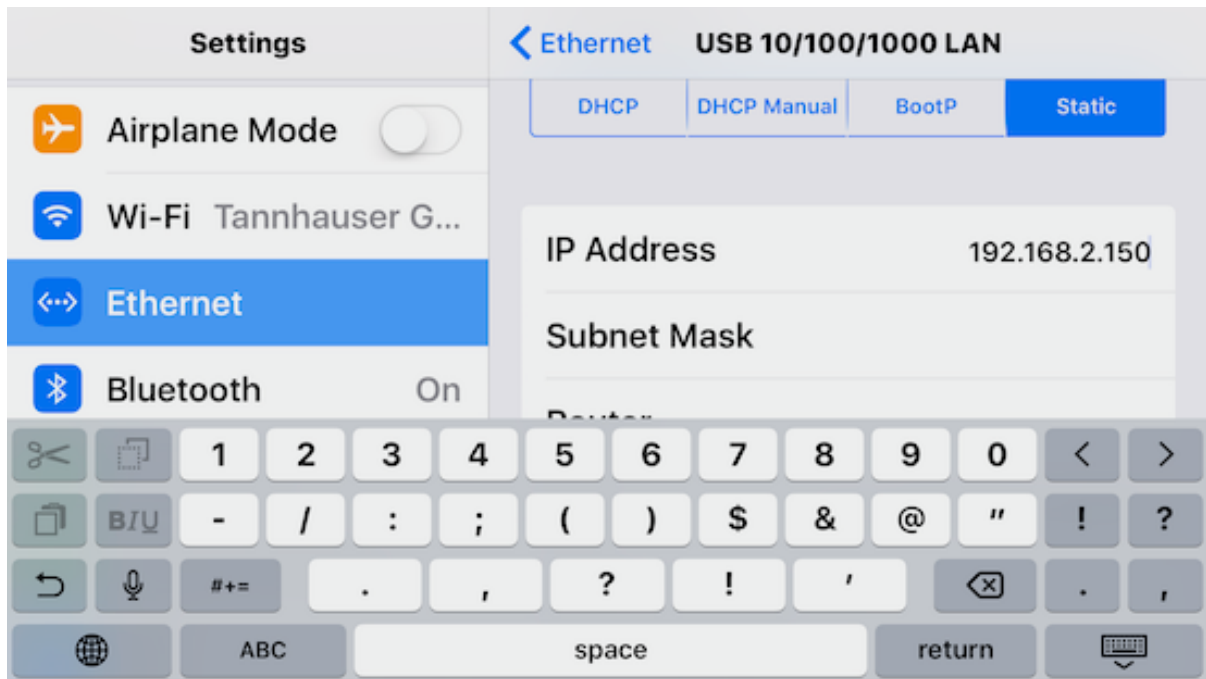 Settings
Ethernet USB 10/100/1000 LAN
DHCP DHCP Manual BootP Static
Airplane Mode
Wi-Fi Tannhauser G...
IP Address 192.168.2.150
Ethernet
Subnet Mask
Bluetooth On
Router
1 2 3 4 5 6 7 8 9 0 < >
BIU - / : ; ( ) $ & @ " ! ?
#+= . , ? ! ' . ,
ABC space return